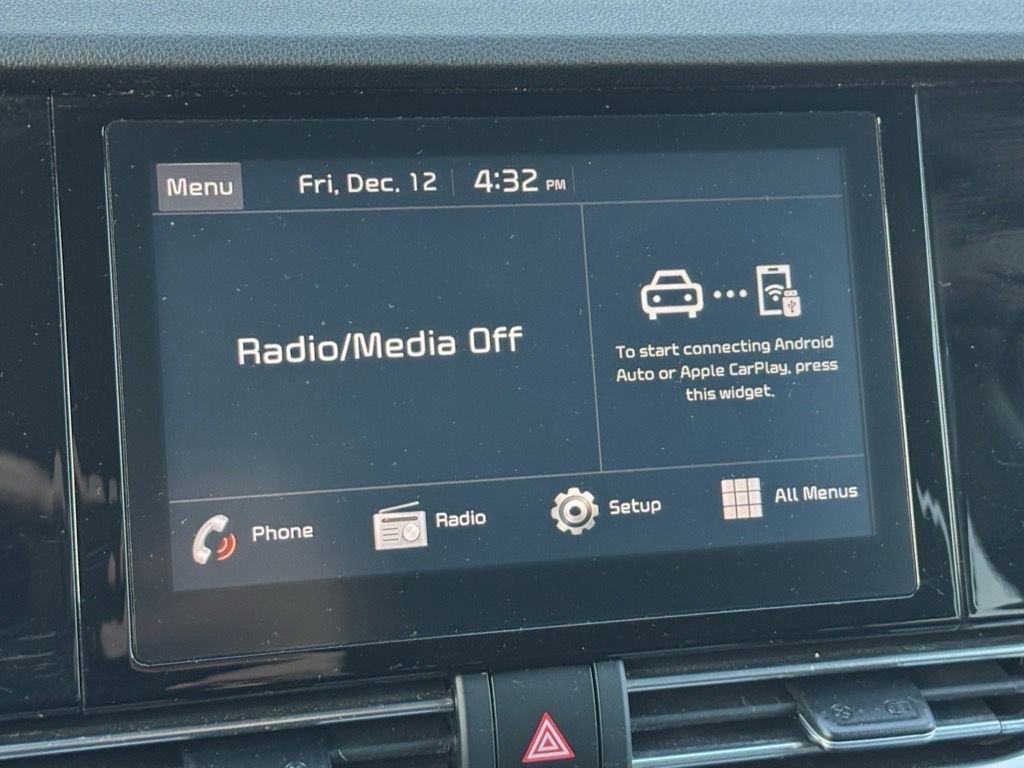 Menu Fri, Dec. 12 4:32 PM
Radio/Media Off
To start connecting Android
Auto or Apple CarPlay, press
this widget.
Phone Radio Setup All Menus